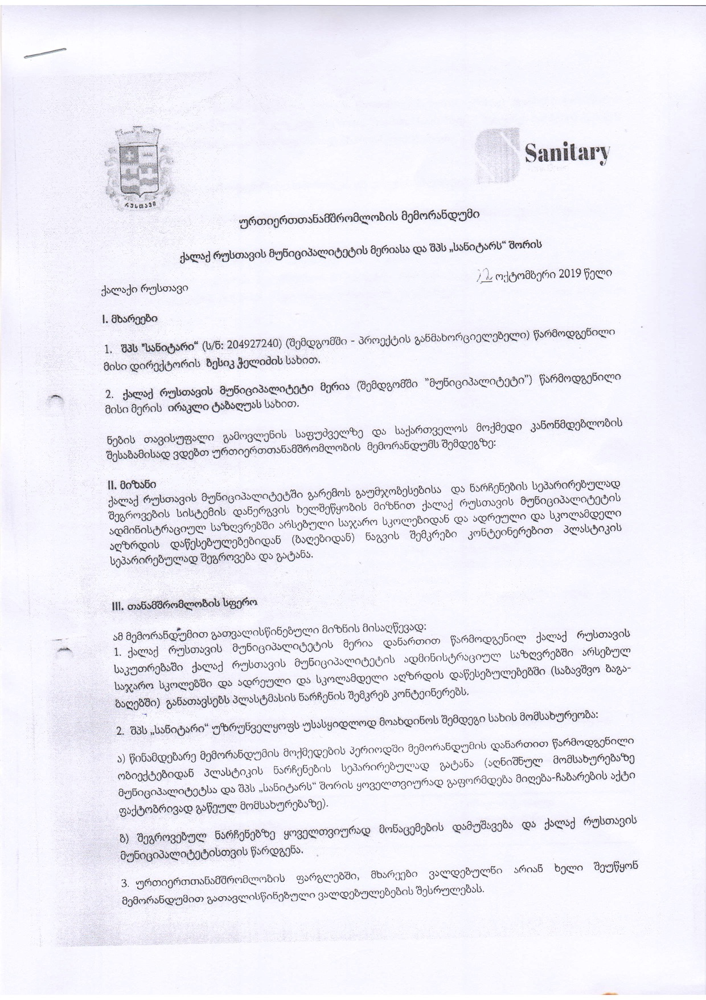 რუსთავი
Sanitary
ურთიერთთანამშრომლობის მემორანდუმი
ქალაქ რუსთავის მუნიციპალიტეტის მერიასა და შპს „სანიტარს“ შორის
22 ოქტომბერი 2019 წელი
ქალაქი რუსთავი
I. მხარეები
1. შპს "სანიტარი“ (ს/ნ: 204927240) (შემდგომში - პროექტის განმახორციელებელი) წარმოდგენილი
მისი დირექტორის ბესიკ ჭელიძის სახით.
2. ქალაქ რუსთავის მუნიციპალიტეტი მერია (შემდგომში ”მუნიციპალიტეტი”) წარმოდგენილი
მისი მერის ირაკლი ტაბაღუას სახით.
ნების თავისუფალი გამოვლენის საფუძველზე და საქართველოს მოქმედი კანონმდებლობის
შესაბამისად ვდებთ ურთიერთთანამშრომლობის მემორანდუმს შემდეგზე:
II. მიზანი
ქალაქ რუსთავის მუნიციპალიტეტში გარემოს გაუმჯობესებისა და ნარჩენების სეპარირებულად
შეგროვების სისტემის დანერგვის ხელშეწყობის მიზნით ქალაქ რუსთავის მუნიციპალიტეტის
ადმინისტრაციულ საზღვრებში არსებული საჯარო სკოლებიდან და ადრეული და სკოლამდელი
აღზრდის დაწესებულებებიდან (ბაღებიდან) ნაგვის შემკრები კონტეინერებით პლასტიკის
სეპარირებულად შეგროვება და გატანა.
III. თანამშრომლობის სფერო
ამ მემორანდუმით გათვალისწინებული მიზნის მისაღწევად:
1. ქალაქ რუსთავის მუნიციპალიტეტის მერია დანართით წარმოდგენილ ქალაქ რუსთავის
საკუთრებაში ქალაქ რუსთავის მუნიციპალიტეტის ადმინისტრაციულ საზღვრებში არსებულ
საჯარო სკოლებში და ადრეული და სკოლამდელი აღზრდის დაწესებულებებში (საბავშვო ბაგა-
ბაღებში) განათავსებს პლასტმასის ნარჩენის შემკრებ კონტეინერებს.
2. შპს „სანიტარი“ უზრუნველყოფს უსასყიდლოდ მოახდინოს შემდეგი სახის მომსახურეობა:
ა) წინამდებარე მემორანდუმის მოქმედების პერიოდში მემორანდუმის დანართით წარმოდგენილი
ობიექტებიდან პლასტიკის ნარჩენების სეპარირებულად გატანა (აღნიშნულ მომსახურებაზე
მუნიციპალიტეტსა და შპს „სანიტარს“ შორის ყოველთვიურად გაფორმდება მიღება-ჩაბარების აქტი
ფაქტობრივად გაწეულ მომსახურებაზე).
ბ) შეგროვებულ ნარჩენებზე ყოველთვიურად მონაცემების დამუშავება და ქალაქ რუსთავის
მუნიციპალიტეტისთვის წარდგენა.
3. ურთიერთთანამშრომლობის ფარგლებში, მხარეები ვალდებულნი არიან ხელი შეუწყონ
მემორანდუმით გათავლისწინებული ვალდებულებების შესრულებას.